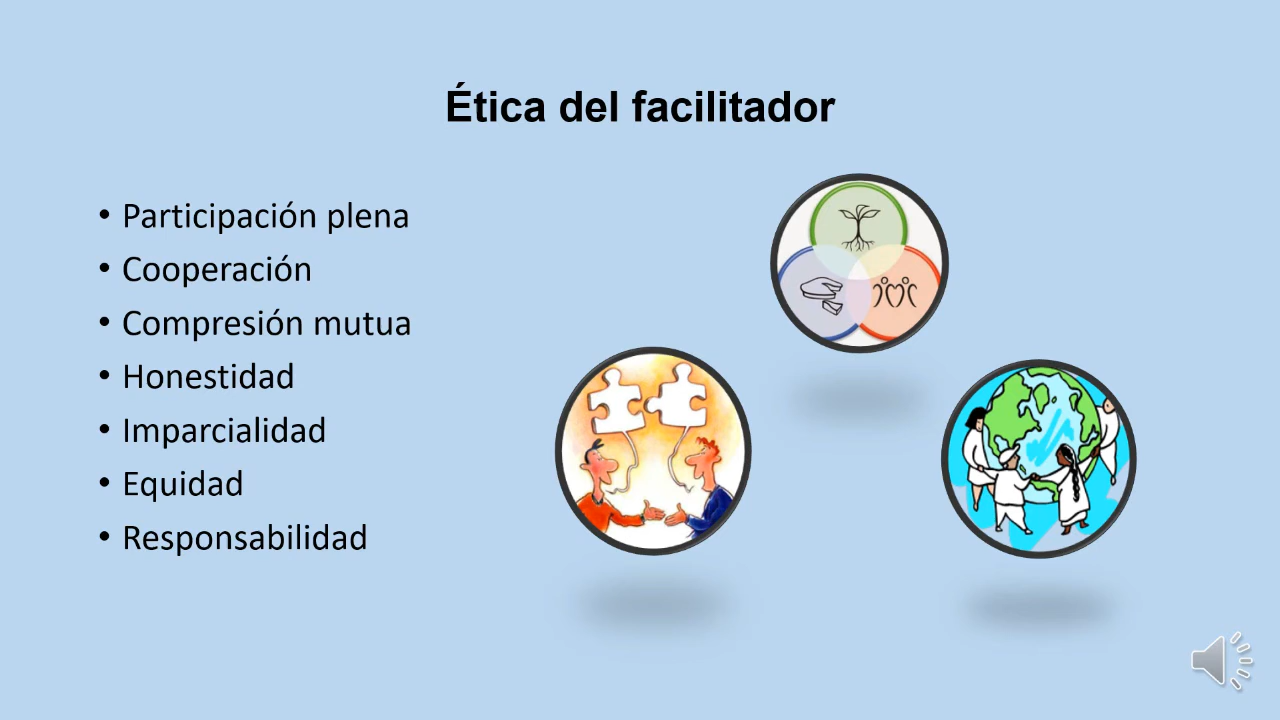 Ética del facilitador
• Participación plena
• Cooperación
• Compresión mutua
• Honestidad
• Imparcialidad
• Equidad
• Responsabilidad